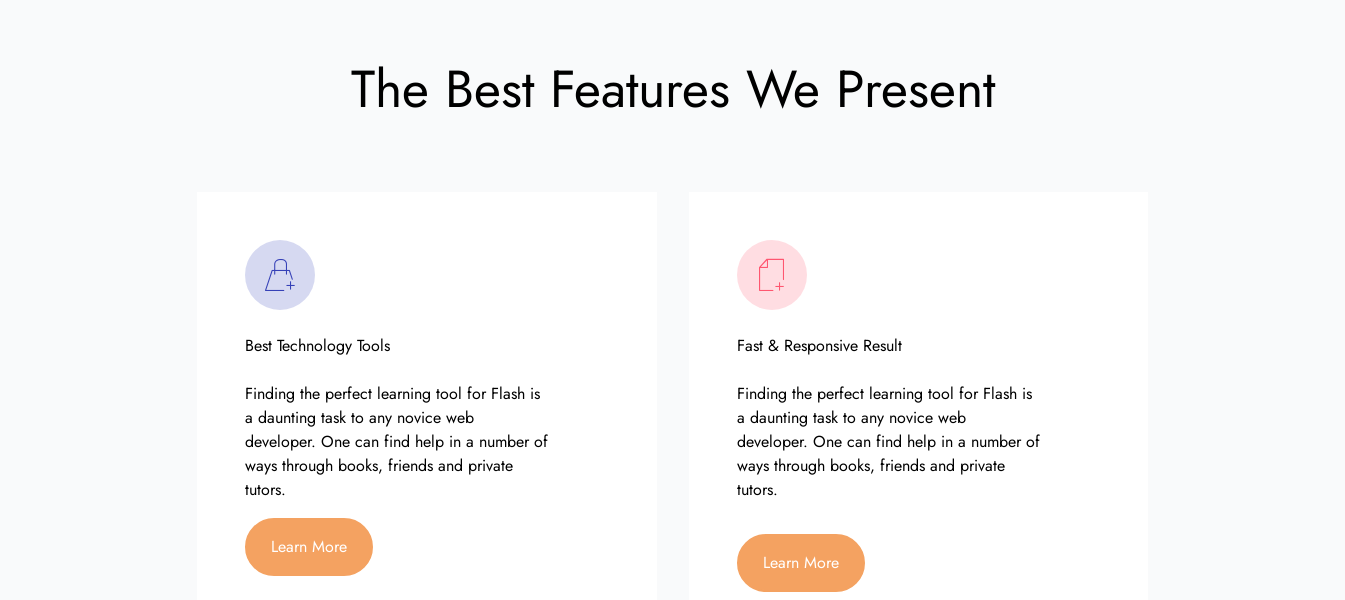 The Best Features We Present
Best Technology Tools
Finding the perfect learning tool for Flash is
a daunting task to any novice web
developer. One can find help in a number of
ways through books, friends and private
tutors.
Learn More
Fast & Responsive Result
Finding the perfect learning tool for Flash is
a daunting task to any novice web
developer. One can find help in a number of
ways through books, friends and private
tutors.
Learn More